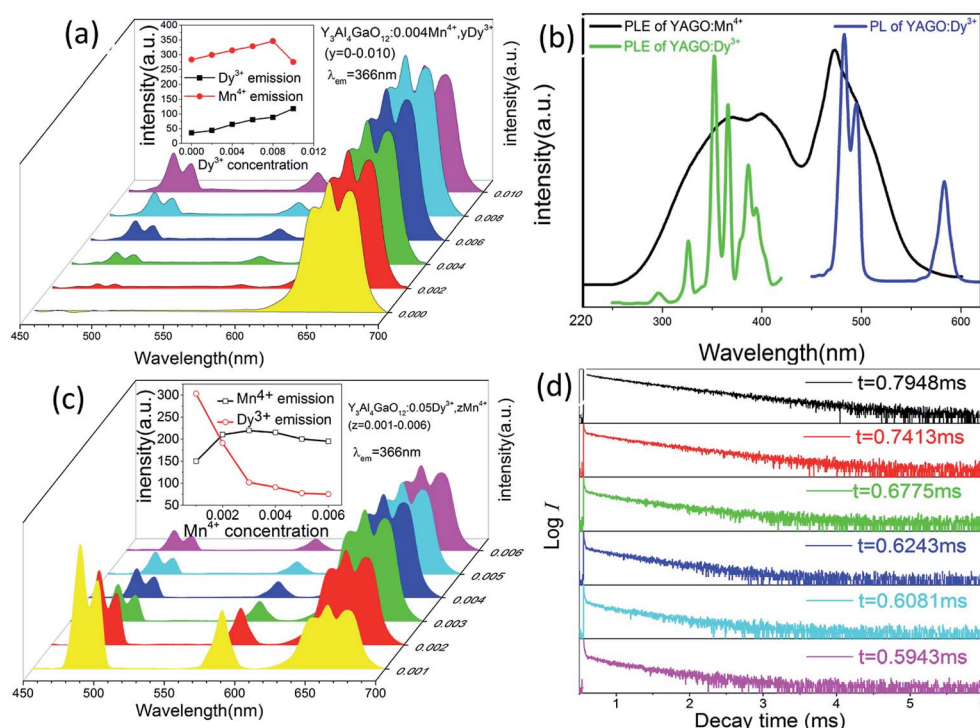 (a)
Y₃Al₄GaO₁₂:0.004Mn⁴⁺,yDy³⁺
(y=0-0.010)
λem=366nm
intensity(a.u.)
400
350
300
250
200
150
100
50
0
Dy³⁺ emission
Mn⁴⁺ emission
0.000 0.004 0.008 0.012
Dy³⁺ concentration
intensity(a.u.)
0.010
0.008
0.006
0.004
0.002
0.000
450 500 550 600 650 700
Wavelength(nm)
(b)
PLE of YAGO:Mn⁴⁺
PL of YAGO:Dy³⁺
PLE of YAGO:Dy³⁺
intensity(a.u.)
220 300 400 500 600
Wavelength(nm)
(c)
Y₃Al₄GaO₁₂:0.05Dy³⁺,zMn⁴⁺
(z=0.001-0.006)
λem=366nm
intensity(a.u.)
300
250
200
150
100
50
Mn4+ emission
Dy3+ emission
0.002 0.004 0.006
Mn⁴⁺ concentration
intensity(a.u.)
0.006
0.005
0.004
0.003
0.002
0.001
450 500 550 600 650 700
Wavelength(nm)
(d)
t=0.7948ms
t=0.7413ms
t=0.6775ms
t=0.6243ms
t=0.6081ms
t=0.5943ms
Log I
1 2 3 4 5
Decay time (ms)